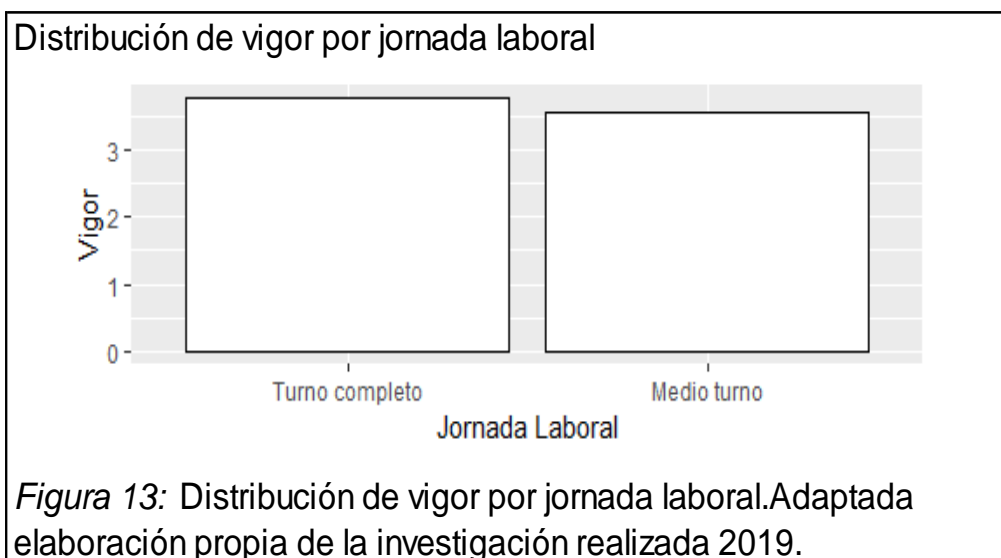 Distribución de vigor por jornada laboral
3
2
1
0
Vigor
Turno completo Medio turno
Jornada Laboral
Figura 13: Distribución de vigor por jornada laboral.Adaptada
elaboración propia de la investigación realizada 2019.